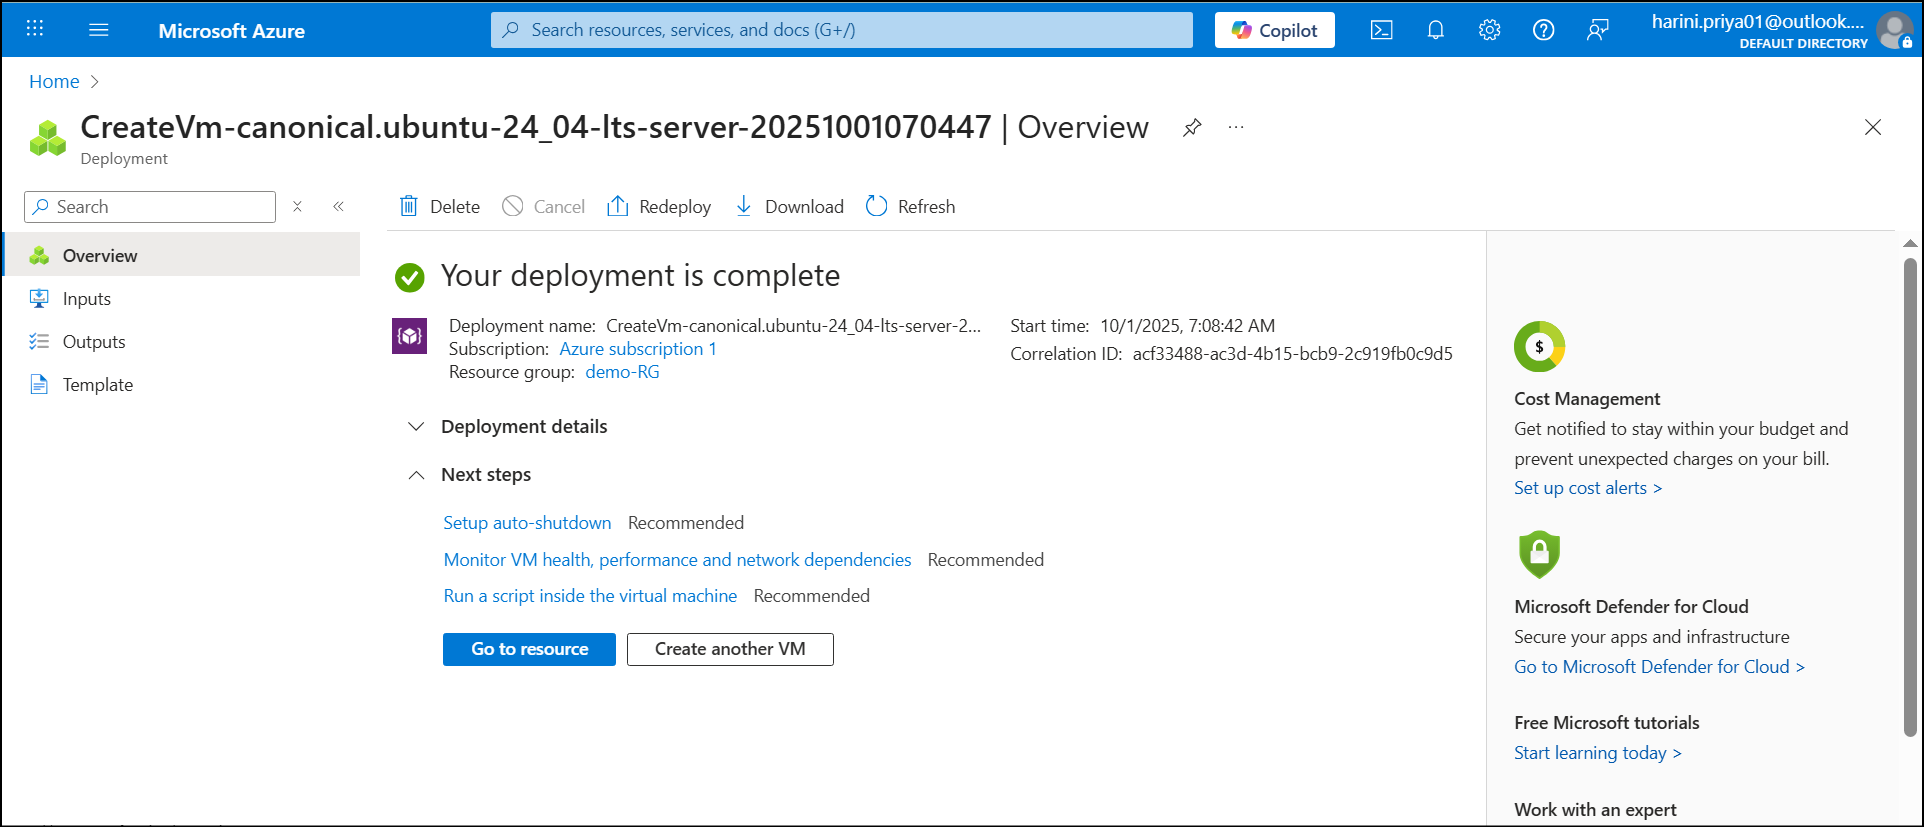 Microsoft Azure
Search resources, services, and docs (G+/)
Copilot
harini.priya01@outlook....
DEFAULT DIRECTORY
Home
CreateVm-canonical.ubuntu-24_04-lts-server-20251001070447 | Overview
Deployment
Search
Delete
Cancel
Redeploy
Download
Refresh
Overview
Inputs
Outputs
Template
Your deployment is complete
Deployment name: CreateVm-canonical.ubuntu-24_04-lts-server-2...
Subscription: Azure subscription 1
Resource group: demo-RG
Start time: 10/1/2025, 7:08:42 AM
Correlation ID: acf33488-ac3d-4b15-bcb9-2c919fb0c9d5
Deployment details
Next steps
Setup auto-shutdown Recommended
Monitor VM health, performance and network dependencies Recommended
Run a script inside the virtual machine Recommended
Go to resource
Create another VM
$
Cost Management
Get notified to stay within your budget and
prevent unexpected charges on your bill.
Set up cost alerts >
Microsoft Defender for Cloud
Secure your apps and infrastructure
Go to Microsoft Defender for Cloud >
Free Microsoft tutorials
Start learning today >
Work with an expert